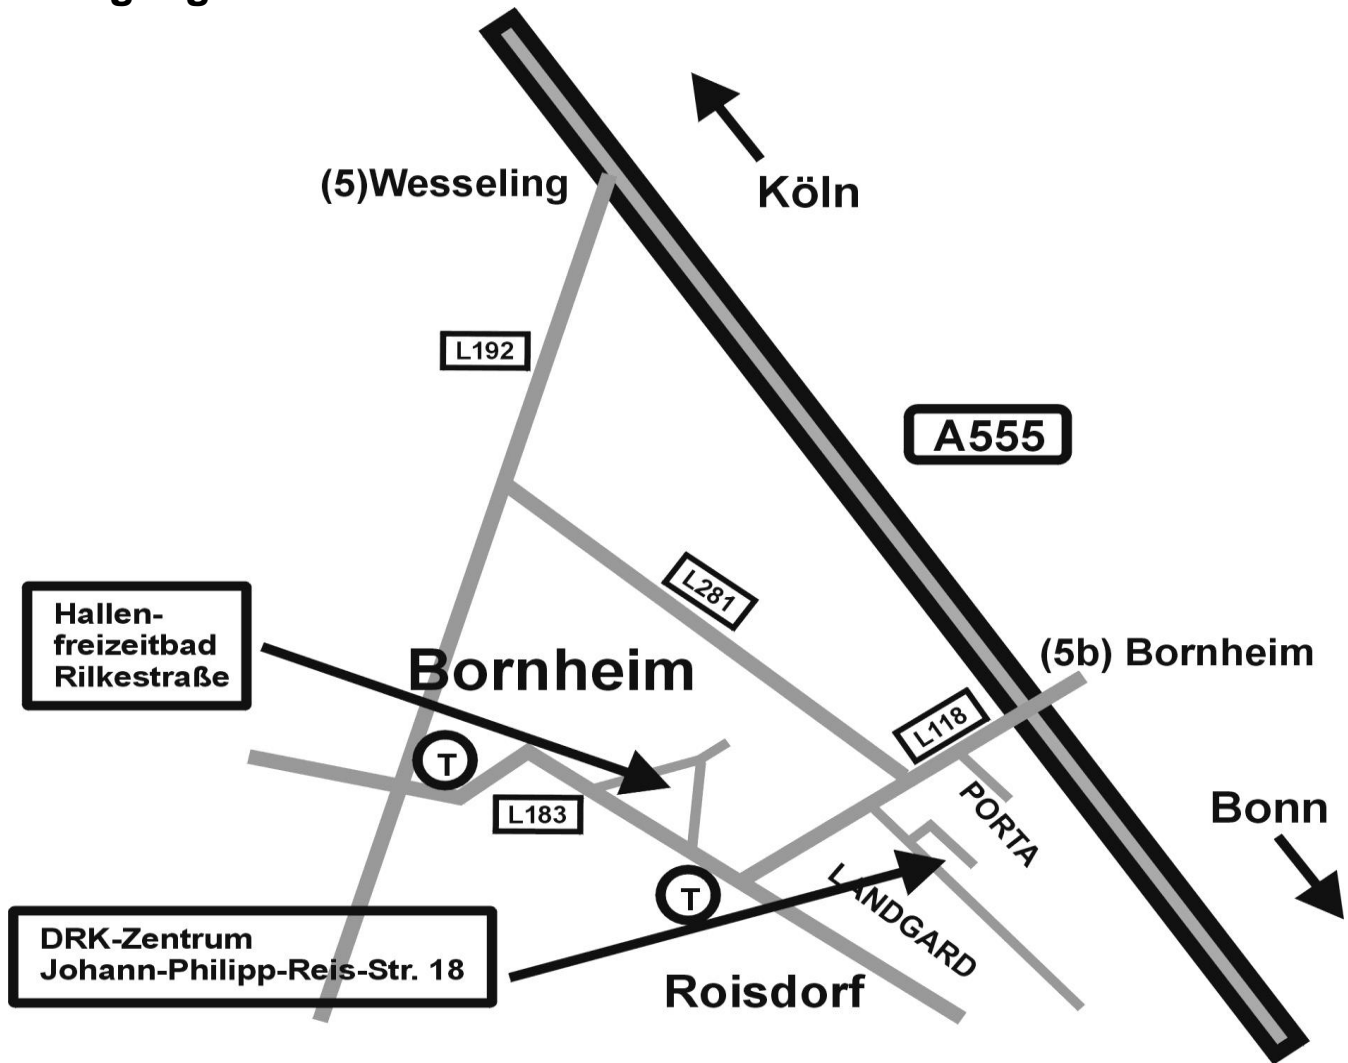 (5)Wesseling
Köln
L192
A555
L281
Hallen-
freizeitbad
Rilkestraße
Bornheim
(5b) Bornheim
L118
T
L183
PORTA
Bonn
T
LANDGARD
DRK-Zentrum
Johann-Philipp-Reis-Str. 18
Roisdorf